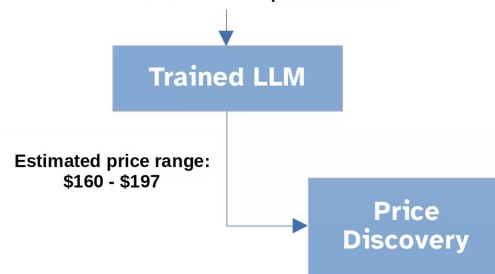 Trained LLM
Estimated price range:
$160 - $197
Price
Discovery